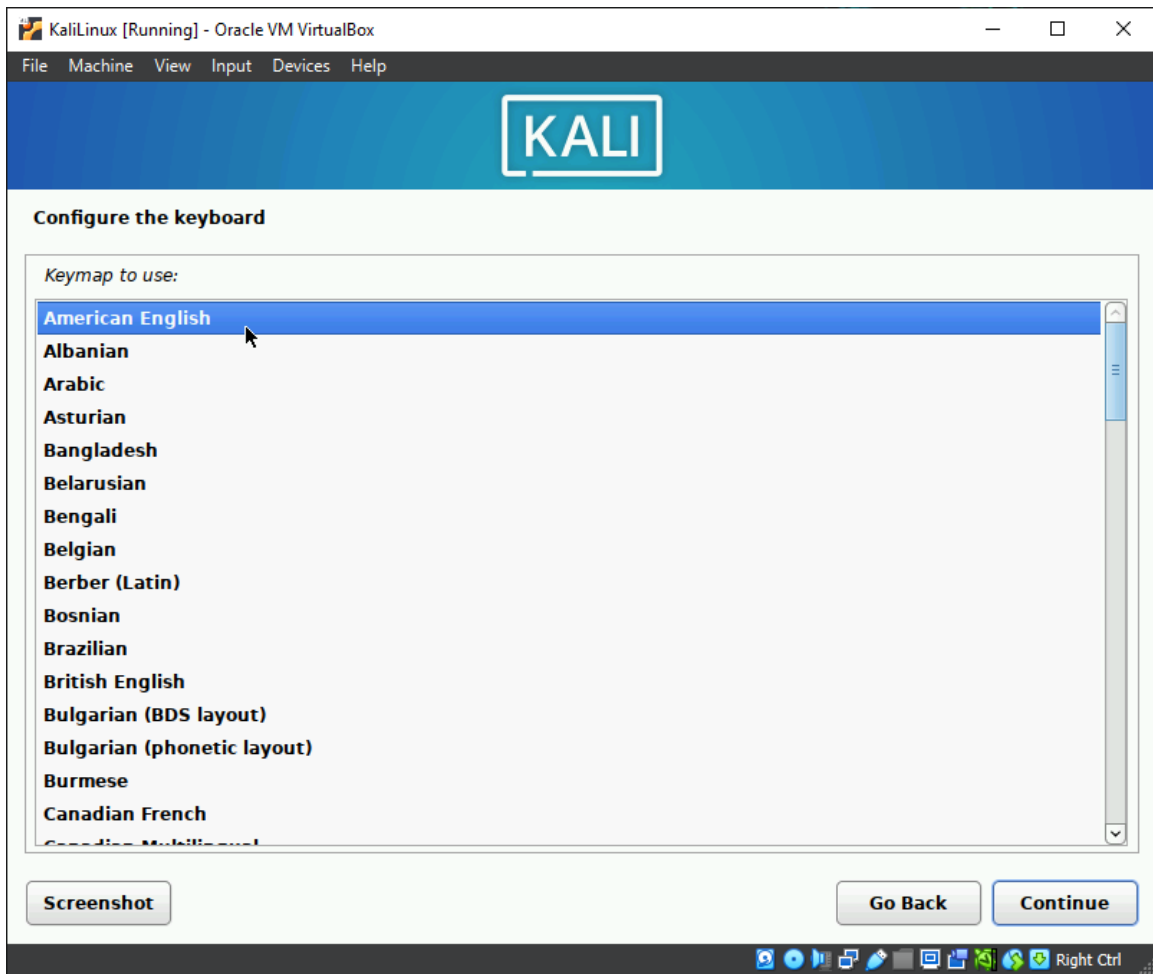 KaliLinux [Running] - Oracle VM VirtualBox
File Machine View Input Devices Help
KALI
Configure the keyboard
Keymap to use:
American English
Albanian
Arabic
Asturian
Bangladesh
Belarusian
Bengali
Belgian
Berber (Latin)
Bosnian
Brazilian
British English
Bulgarian (BDS layout)
Bulgarian (phonetic layout)
Burmese
Canadian French
Canadian Multilingual
Screenshot Go Back Continue
Right Ctrl